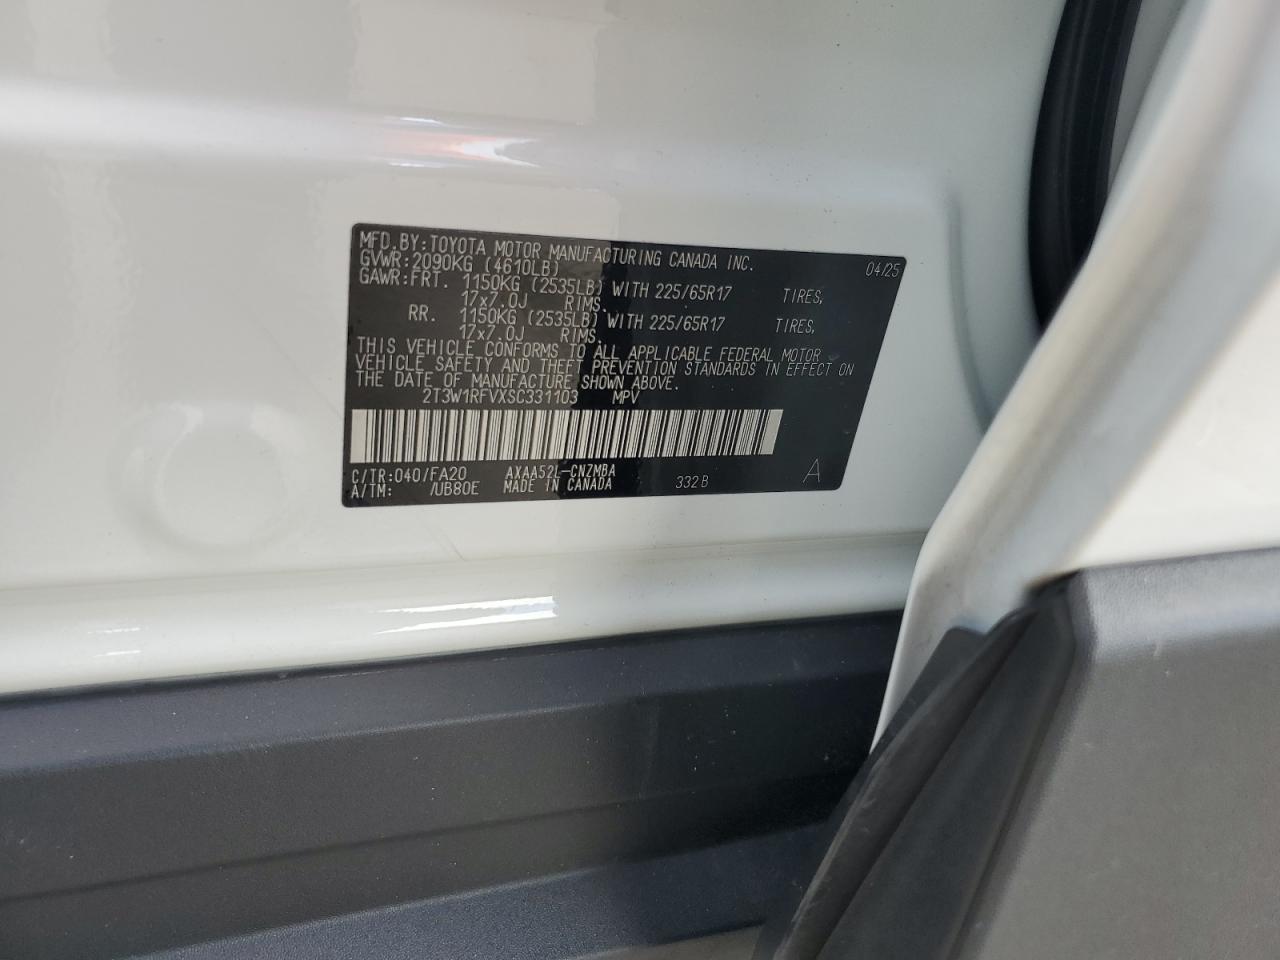 MFD.BY:TOYOTA MOTOR MANUFACTURING CANADA INC. 04/25
GVWR:2090KG (4610LB)
GAWR:FRT. 1150KG (2535LB) WITH 225/65R17 TIRES,
17x7.0J RIMS.
RR. 1150KG (2535LB) WITH 225/65R17 TIRES,
17x7.0J RIMS.
THIS VEHICLE CONFORMS TO ALL APPLICABLE FEDERAL MOTOR
VEHICLE SAFETY AND THEFT PREVENTION STANDARDS IN EFFECT ON
THE DATE OF MANUFACTURE SHOWN ABOVE.
2T3W1RFVXSC331103 MPV
C/TR:040/FA20 AXAA52L-CNZMBA
A/TM: /UB80E MADE IN CANADA 332B A